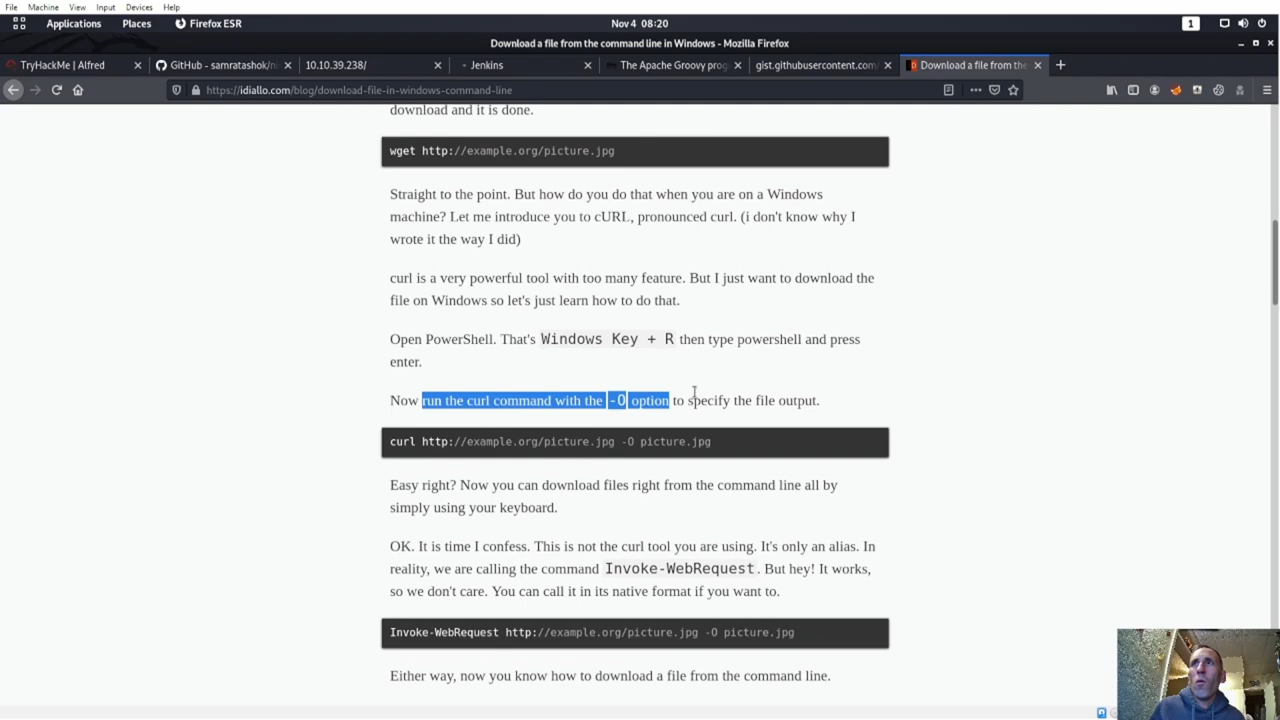 File Machine View Input Devices Help
Applications Places Firefox ESR Nov 4 08:20 1
Download a file from the command line in Windows - Mozilla Firefox
TryHackMe | Alfred GitHub - samratashok/ni 10.10.39.238/ Jenkins The Apache Groovy prog gist.githubusercontent.com/ Download a file from the
https://idiallo.com/blog/download-file-in-windows-command-line
download and it is done.
wget http://example.org/picture.jpg
Straight to the point. But how do you do that when you are on a Windows
machine? Let me introduce you to cURL, pronounced curl. (i don't know why I
wrote it the way I did)
curl is a very powerful tool with too many feature. But I just want to download the
file on Windows so let's just learn how to do that.
Open PowerShell. That's Windows Key + R then type powershell and press
enter.
Now run the curl command with the -O option to specify the file output.
curl http://example.org/picture.jpg -O picture.jpg
Easy right? Now you can download files right from the command line all by
simply using your keyboard.
OK. It is time I confess. This is not the curl tool you are using. It's only an alias. In
reality, we are calling the command Invoke-WebRequest. But hey! It works,
so we don't care. You can call it in its native format if you want to.
Invoke-WebRequest http://example.org/picture.jpg -O picture.jpg
Either way, now you know how to download a file from the command line.